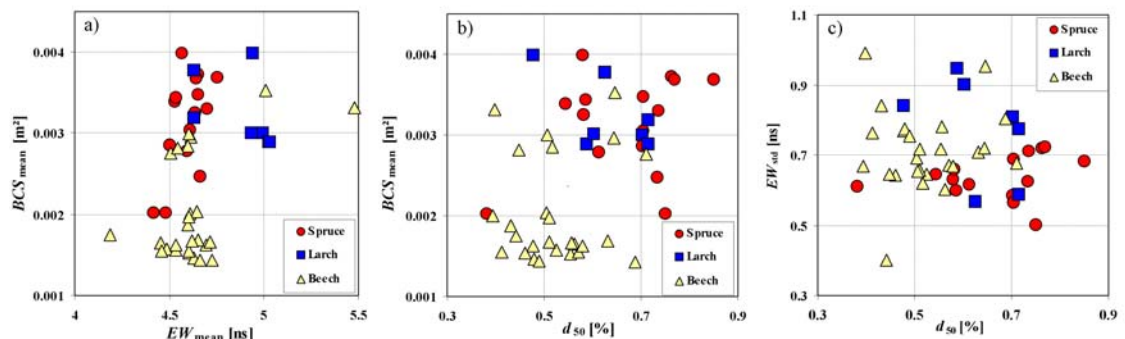 a)
BCS mean [m²]
0.004
0.003
0.002
0.001
4 4.5 5 5.5
EW mean [ns]
Spruce
Larch
Beech
b)
BCS mean [m²]
0.004
0.003
0.002
0.001
0.3 0.5 0.7 0.9
d 50 [%]
Spruce
Larch
Beech
c)
EW std [ns]
1.1
0.9
0.7
0.5
0.3
0.3 0.5 0.7 0.9
d 50 [%]
Spruce
Larch
Beech